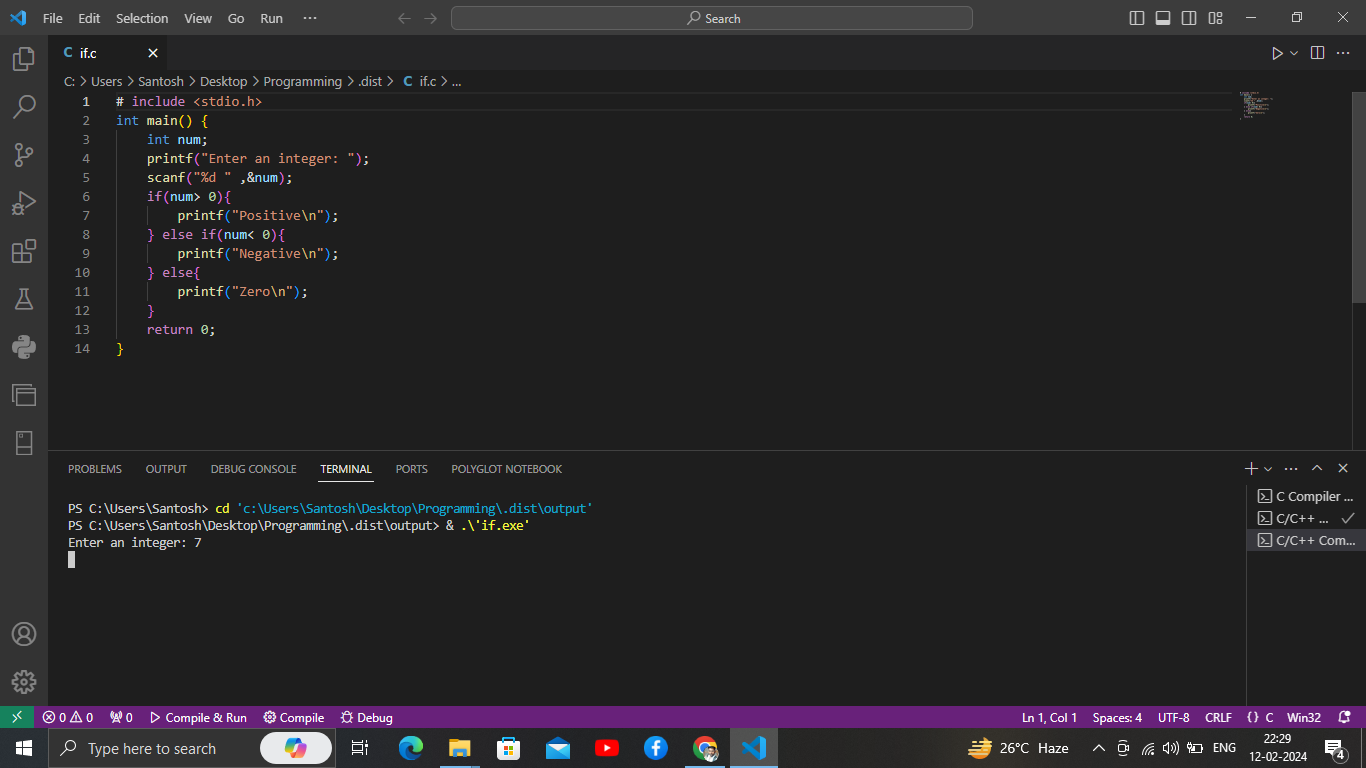 File Edit Selection View Go Run ··· Search
C if.c
C: > Users > Santosh > Desktop > Programming > .dist > C if.c > ...
1 # include <stdio.h>
2 int main() {
3 int num;
4 printf("Enter an integer: ");
5 scanf("%d " ,&num);
6 if(num> 0){
7 printf("Positive\n");
8 } else if(num< 0){
9 printf("Negative\n");
10 } else{
11 printf("Zero\n");
12 }
13 return 0;
14 }
PROBLEMS OUTPUT DEBUG CONSOLE TERMINAL PORTS POLYGLOT NOTEBOOK
PS C:\Users\Santosh> cd 'c:\Users\Santosh\Desktop\Programming\.dist\output'
PS C:\Users\Santosh\Desktop\Programming\.dist\output> & .\'if.exe'
Enter an integer: 7
C Compiler ...
C/C++ ...
C/C++ Com...
0 0 0 Compile & Run Compile Debug Ln 1, Col 1 Spaces: 4 UTF-8 CRLF {} C Win32
Type here to search 26°C Haze ENG 22:29
12-02-2024 4